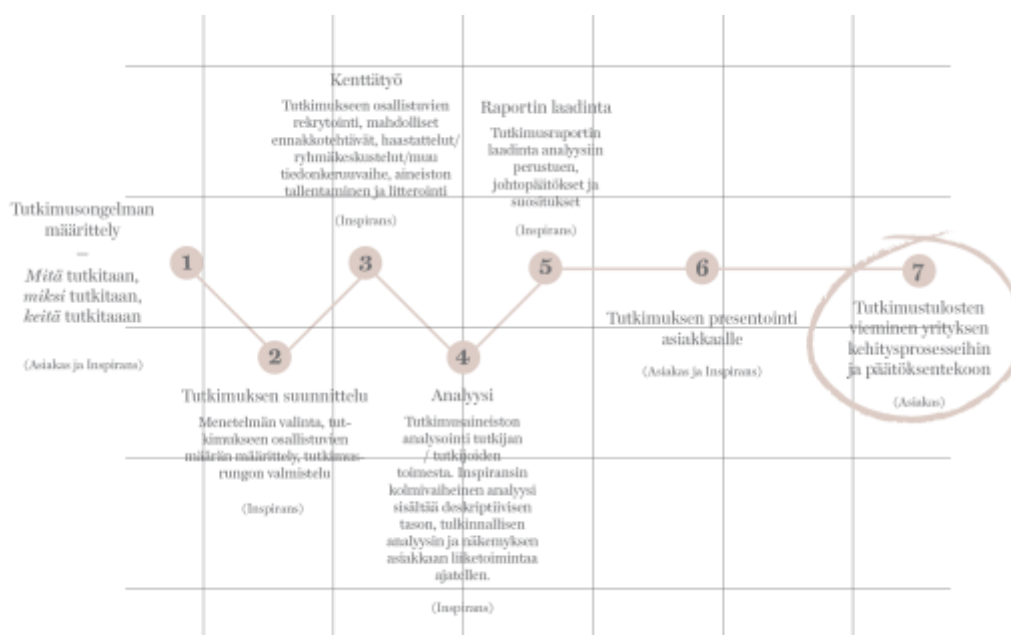 Tutkimusongelman
määrittely
–
Mitä tutkitaan,
miksi tutkitaan,
keitä tutkitaaan
(Asiakas ja Inspirans)
1
2
Tutkimuksen suunnittelu
Menetelmän valinta, tut-
kimukseen osallistuvien
määrän määrittely, tutkimus-
rungon valmistelu
(Inspirans)
Kenttätyö
Tutkimukseen osallistuvien
rekrytointi, mahdolliset
ennakkotehtävät, haastattelut/
ryhmäkeskustelut/muu
tiedonkeruuvaihe, aineiston
tallentaminen ja litterointi
(Inspirans)
3
4
Analyysi
Tutkimusaineiston
analysointi tutkijan
/ tutkijoiden
toimesta. Inspiransin
kolmivaiheinen analyysi
sisältää deskriptiivisen
tason, tulkinnallisen
analyysin ja näkemyksen
asiakkaan liiketoimintaa
ajatellen.
(Inspirans)
Raportin laadinta
Tutkimusraportin
laadinta analyysiin
perustuen,
johtopäätökset ja
suositukset
(Inspirans)
5
6
Tutkimuksen presentointi
asiakkaalle
(Asiakas ja Inspirans)
7
Tutkimustulosten
vieminen yrityksen
kehitysprosesseihin
ja päätöksentekoon
(Asiakas)